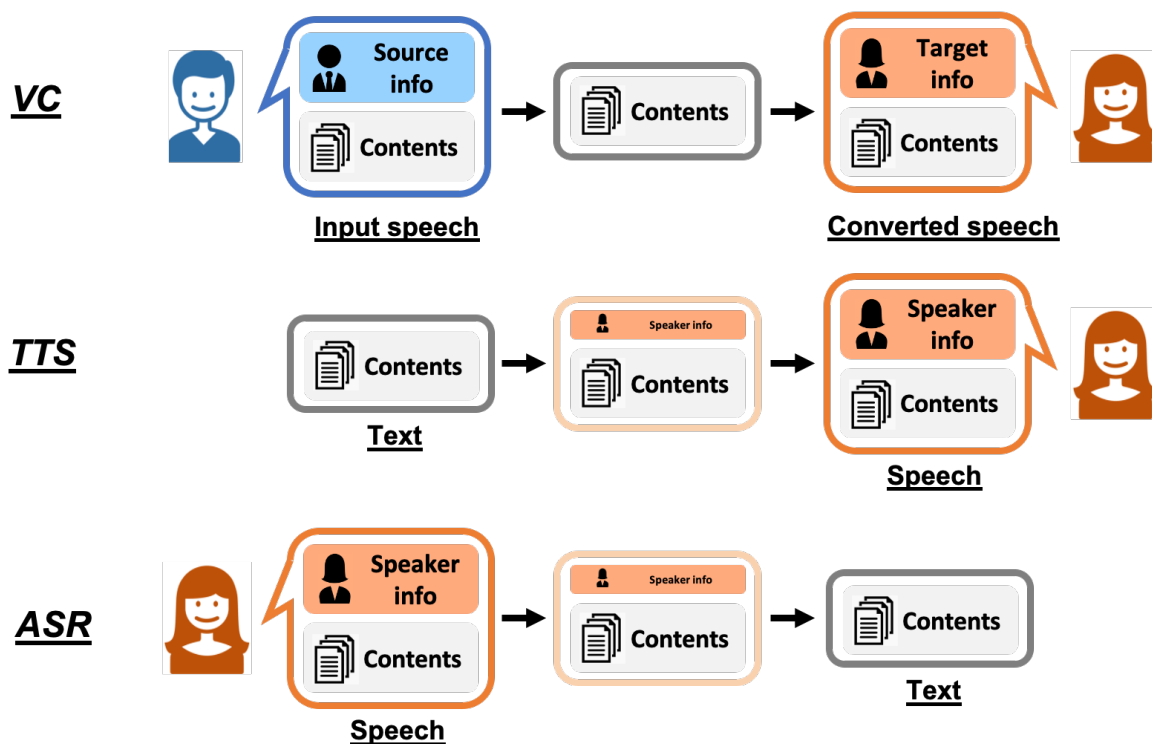 VC
Source
info
Contents
Input speech
Contents
Target
info
Contents
Converted speech
TTS
Contents
Text
Speaker info
Contents
Speaker
info
Contents
Speech
ASR
Speaker
info
Contents
Speech
Speaker info
Contents
Contents
Text